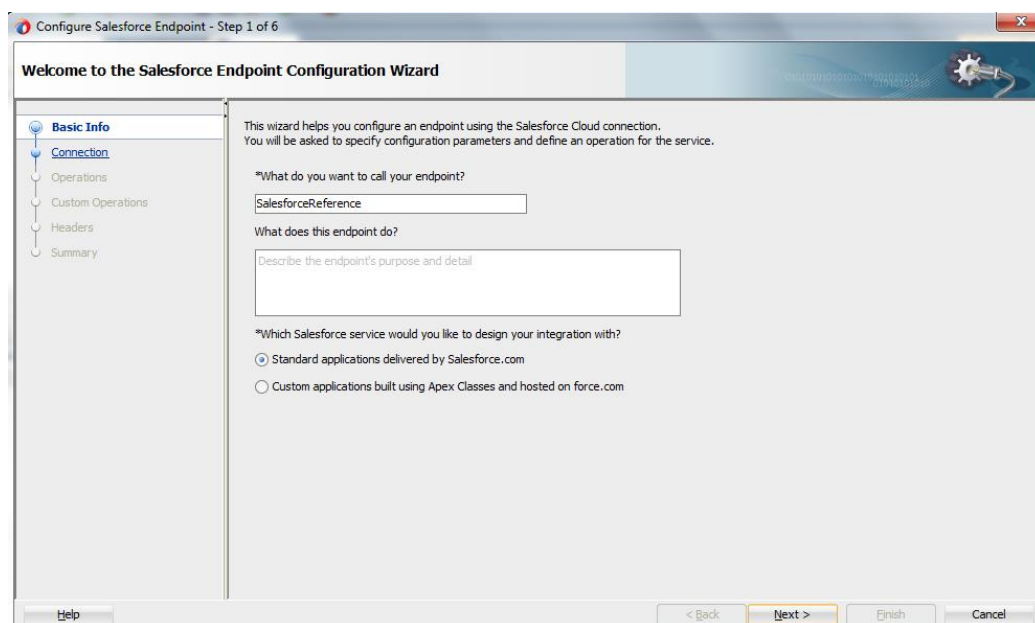 Configure Salesforce Endpoint - Step 1 of 6
Welcome to the Salesforce Endpoint Configuration Wizard
Basic Info
Connection
Operations
Custom Operations
Headers
Summary
This wizard helps you configure an endpoint using the Salesforce Cloud connection.
You will be asked to specify configuration parameters and define an operation for the service.
*What do you want to call your endpoint?
SalesforceReference
What does this endpoint do?
Describe the endpoint's purpose and detail
*Which Salesforce service would you like to design your integration with?
Standard applications delivered by Salesforce.com
Custom applications built using Apex Classes and hosted on force.com
Help
< Back
Next >
Finish
Cancel